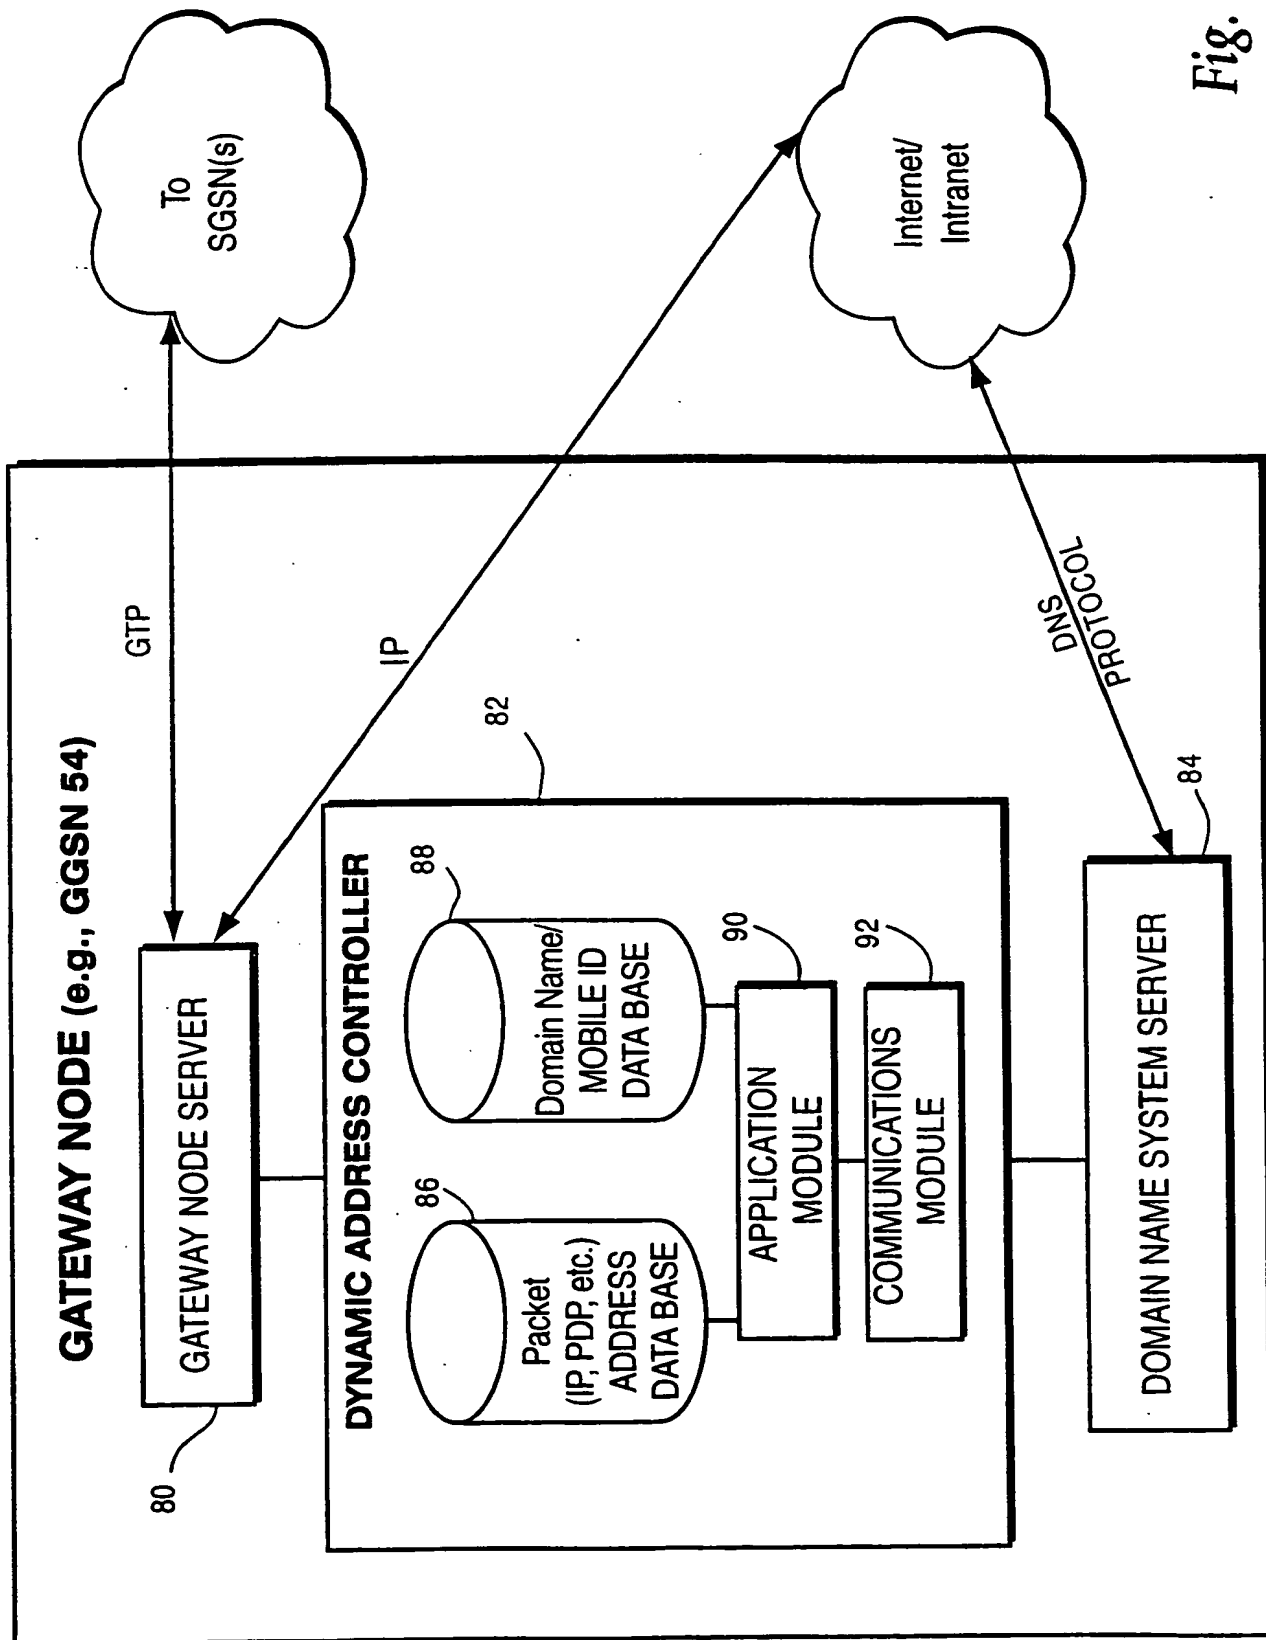 GATEWAY NODE (e.g., GGSN 54)
80
GATEWAY NODE SERVER
GTP
To
SGSN(s)
IP
82
DYNAMIC ADDRESS CONTROLLER
86
Packet
(IP, PDP, etc.)
ADDRESS
DATA BASE
88
Domain Name/
MOBILE ID
DATA BASE
APPLICATION
MODULE
90
COMMUNICATIONS
MODULE
92
Internet/
Intranet
DNS
PROTOCOL
84
DOMAIN NAME SYSTEM SERVER
Fig.